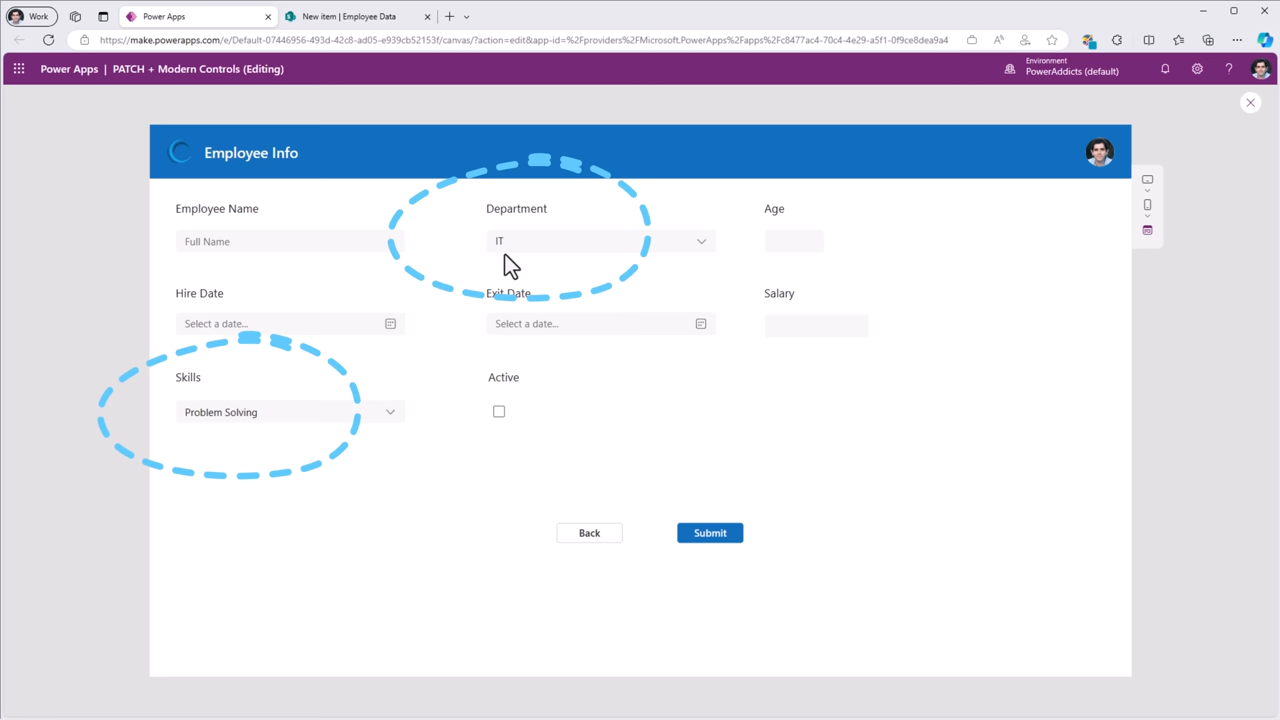 Work
Power Apps
New item | Employee Data
https://make.powerapps.com/e/Default-07446956-493d-42c8-ad05-e939cb52153f/canvas/?action=edit&app-id=%2Fproviders%2FMicrosoft.PowerApps%2Fapps%2Fc8477ac4-70c4-4e29-a5f1-0f9ce8dea9a4
Power Apps | PATCH + Modern Controls (Editing)
Environment
PowerAddicts (default)
Employee Info
Employee Name
Department
Age
Full Name
IT
Hire Date
Exit Date
Salary
Select a date...
Select a date...
Skills
Active
Problem Solving
Back
Submit